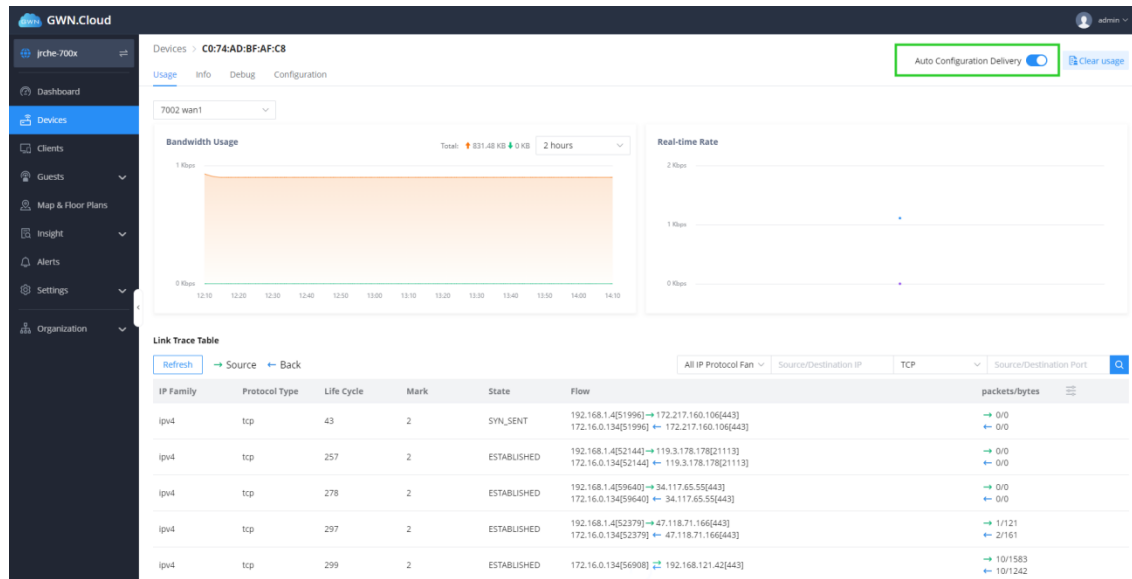 GWN GWN.Cloud
admin
jrche-700x
Devices > C0:74:AD:BF:AF:C8
Auto Configuration Delivery
Clear usage
Usage Info Debug Configuration
Dashboard
Devices
Clients
Guests
Map & Floor Plans
Insight
Alerts
Settings
Organization
7002 wan1
Bandwidth Usage
Total: 831.48 KB 0 KB
2 hours
1 Kbps
0 Kbps
12:10 12:20 12:30 12:40 12:50 13:00 13:10 13:20 13:30 13:40 13:50 14:00 14:10
Real-time Rate
2 Kbps
1 Kbps
0 Kbps
Link Trace Table
Refresh → Source ← Back
All IP Protocol Fan Source/Destination IP TCP Source/Destination Port
IP Family Protocol Type Life Cycle Mark State Flow packets/bytes
ipv4 tcp 43 2 SYN_SENT 192.168.1.4[51996] → 172.217.160.106[443] → 0/0
172.16.0.134[51996] ← 172.217.160.106[443] ← 0/0
ipv4 tcp 257 2 ESTABLISHED 192.168.1.4[52144] → 119.3.178.178[21113] → 0/0
172.16.0.134[52144] ← 119.3.178.178[21113] ← 0/0
ipv4 tcp 278 2 ESTABLISHED 192.168.1.4[59640] → 34.117.65.55[443] → 0/0
172.16.0.134[59640] ← 34.117.65.55[443] ← 0/0
ipv4 tcp 297 2 ESTABLISHED 192.168.1.4[52379] → 47.118.71.166[443] → 1/121
172.16.0.134[52379] ← 47.118.71.166[443] ← 2/161
ipv4 tcp 299 2 ESTABLISHED 172.16.0.134[56908] ⇄ 192.168.121.42[443] → 10/1583
← 10/1242